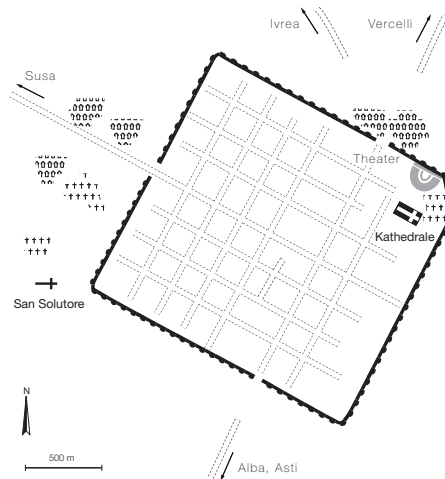 Ivrea
Vercelli
Susa
Theater
Kathedrale
San Solutore
N
500 m
Alba, Asti